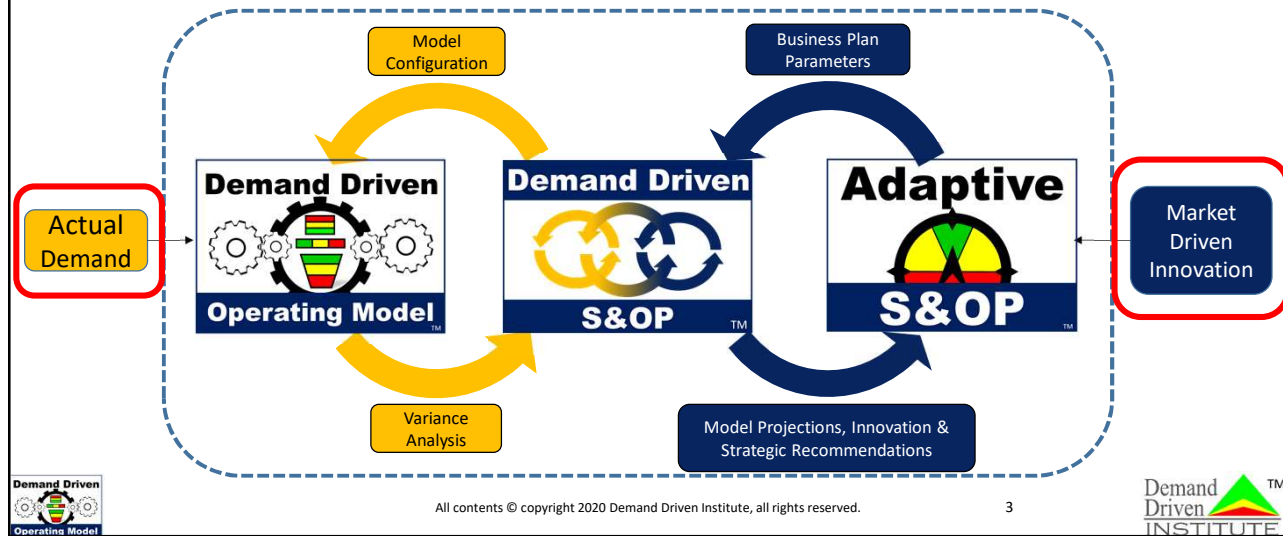 Model
Configuration
Business Plan
Parameters
Actual
Demand
Demand Driven
Operating Model
TM
Demand Driven
S&OP
TM
Adaptive
S&OP
TM
Market
Driven
Innovation
Variance
Analysis
Model Projections, Innovation &
Strategic Recommendations
Demand Driven
Operating Model
All contents © copyright 2020 Demand Driven Institute, all rights reserved.
3
Demand
Driven
INSTITUTE
TM